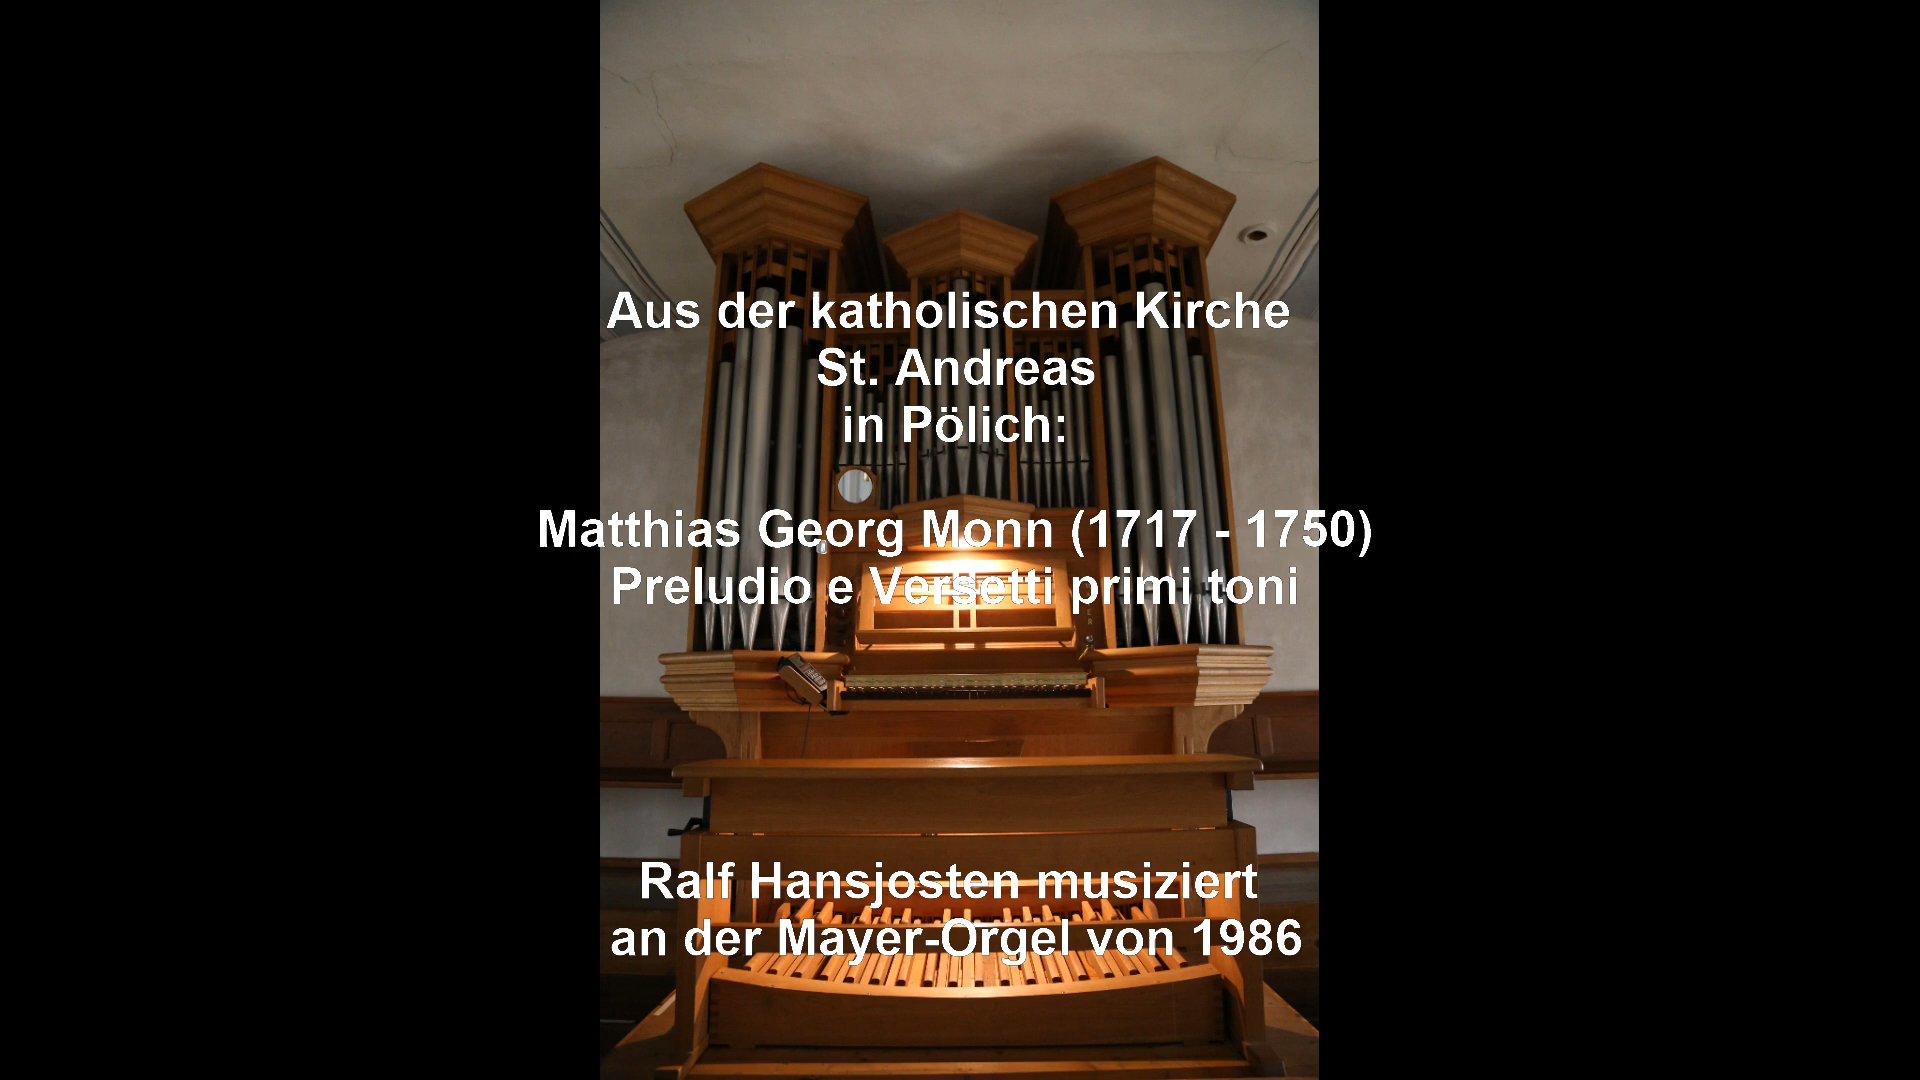 Aus der katholischen Kirche
St. Andreas
in Pölich:
Matthias Georg Monn (1717 - 1750)
Preludio e Versetti primi toni
Ralf Hansjosten musiziert
an der Mayer-Orgel von 1986